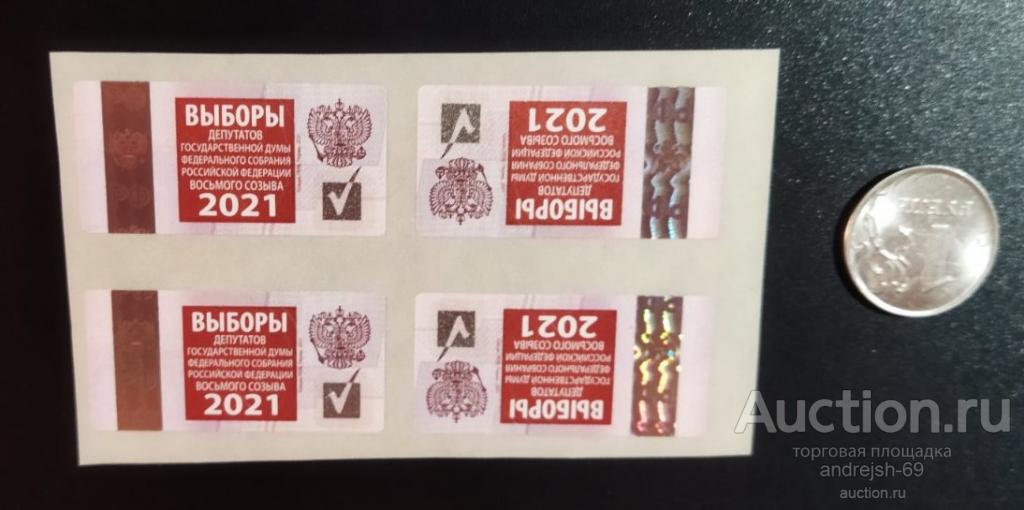 ВЫБОРЫ
ДЕПУТАТОВ
ГОСУДАРСТВЕННОЙ ДУМЫ
ФЕДЕРАЛЬНОГО СОБРАНИЯ
РОССИЙСКОЙ ФЕДЕРАЦИИ
ВОСЬМОГО СОЗЫВА
2021
ВЫБОРЫ
ДЕПУТАТОВ
ГОСУДАРСТВЕННОЙ ДУМЫ
ФЕДЕРАЛЬНОГО СОБРАНИЯ
РОССИЙСКОЙ ФЕДЕРАЦИИ
ВОСЬМОГО СОЗЫВА
2021
ВЫБОРЫ
ДЕПУТАТОВ
ГОСУДАРСТВЕННОЙ ДУМЫ
ФЕДЕРАЛЬНОГО СОБРАНИЯ
РОССИЙСКОЙ ФЕДЕРАЦИИ
ВОСЬМОГО СОЗЫВА
2021
ВЫБОРЫ
ДЕПУТАТОВ
ГОСУДАРСТВЕННОЙ ДУМЫ
ФЕДЕРАЛЬНОГО СОБРАНИЯ
РОССИЙСКОЙ ФЕДЕРАЦИИ
ВОСЬМОГО СОЗЫВА
2021
Auction.ru
торговая площадка
andrejsh-69
auction.ru